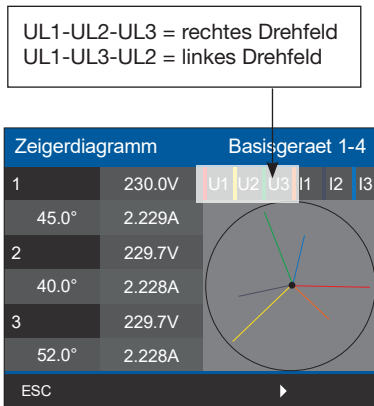 UL1-UL2-UL3 = rechtes Drehfeld
UL1-UL3-UL2 = linkes Drehfeld
Zeigerdiagramm Basisgeraet 1-4
1 230.0V U1 U2 U3 I1 I2 I3
45.0° 2.229A
2 229.7V
40.0° 2.228A
3 229.7V
52.0° 2.228A
ESC